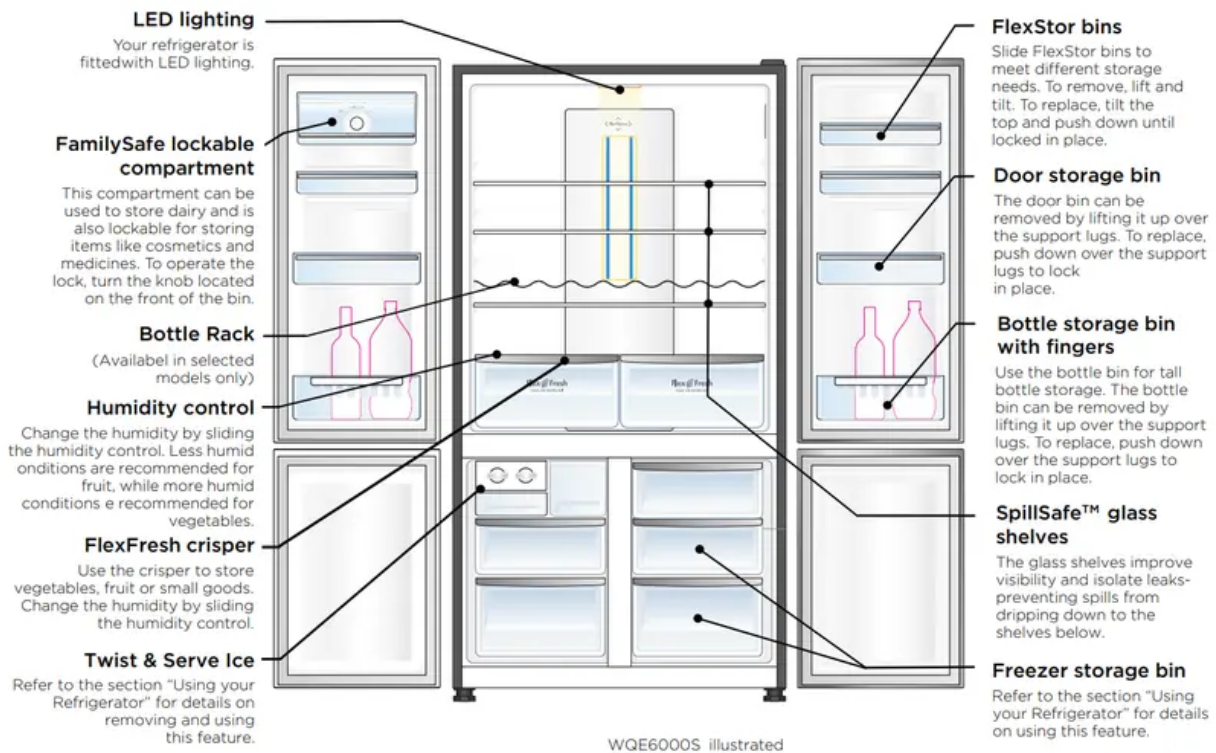 LED lighting
Your refrigerator is
fittedwith LED lighting.
FamilySafe lockable
compartment
This compartment can be
used to store dairy and is
also lockable for storing
items like cosmetics and
medicines. To operate the
lock, turn the knob located
on the front of the bin.
Bottle Rack
(Availabel in selected
models only)
Humidity control
Change the humidity by sliding
the humidity control. Less humid
onditions are recommended for
fruit, while more humid
conditions e recommended for
vegetables.
FlexFresh crisper
Use the crisper to store
vegetables, fruit or small goods.
Change the humidity by sliding
the humidity control.
Twist & Serve Ice
Refer to the section “Using your
Refrigerator” for details on
removing and using
this feature.
Fresh
Fresh
WQE6000S illustrated
FlexStor bins
Slide FlexStor bins to
meet different storage
needs. To remove, lift and
tilt. To replace, tilt the
top and push down until
locked in place.
Door storage bin
The door bin can be
removed by lifting it up over
the support lugs. To replace,
push down over the support
lugs to lock
in place.
Bottle storage bin
with fingers
Use the bottle bin for tall
bottle storage. The bottle
bin can be removed by
lifting it up over the support
lugs. To replace, push down
over the support lugs to
lock in place.
SpillSafe™ glass
shelves
The glass shelves improve
visibility and isolate leaks-
preventing spills from
dripping down to the
shelves below.
Freezer storage bin
Refer to the section “Using
your Refrigerator” for details
on using this feature.